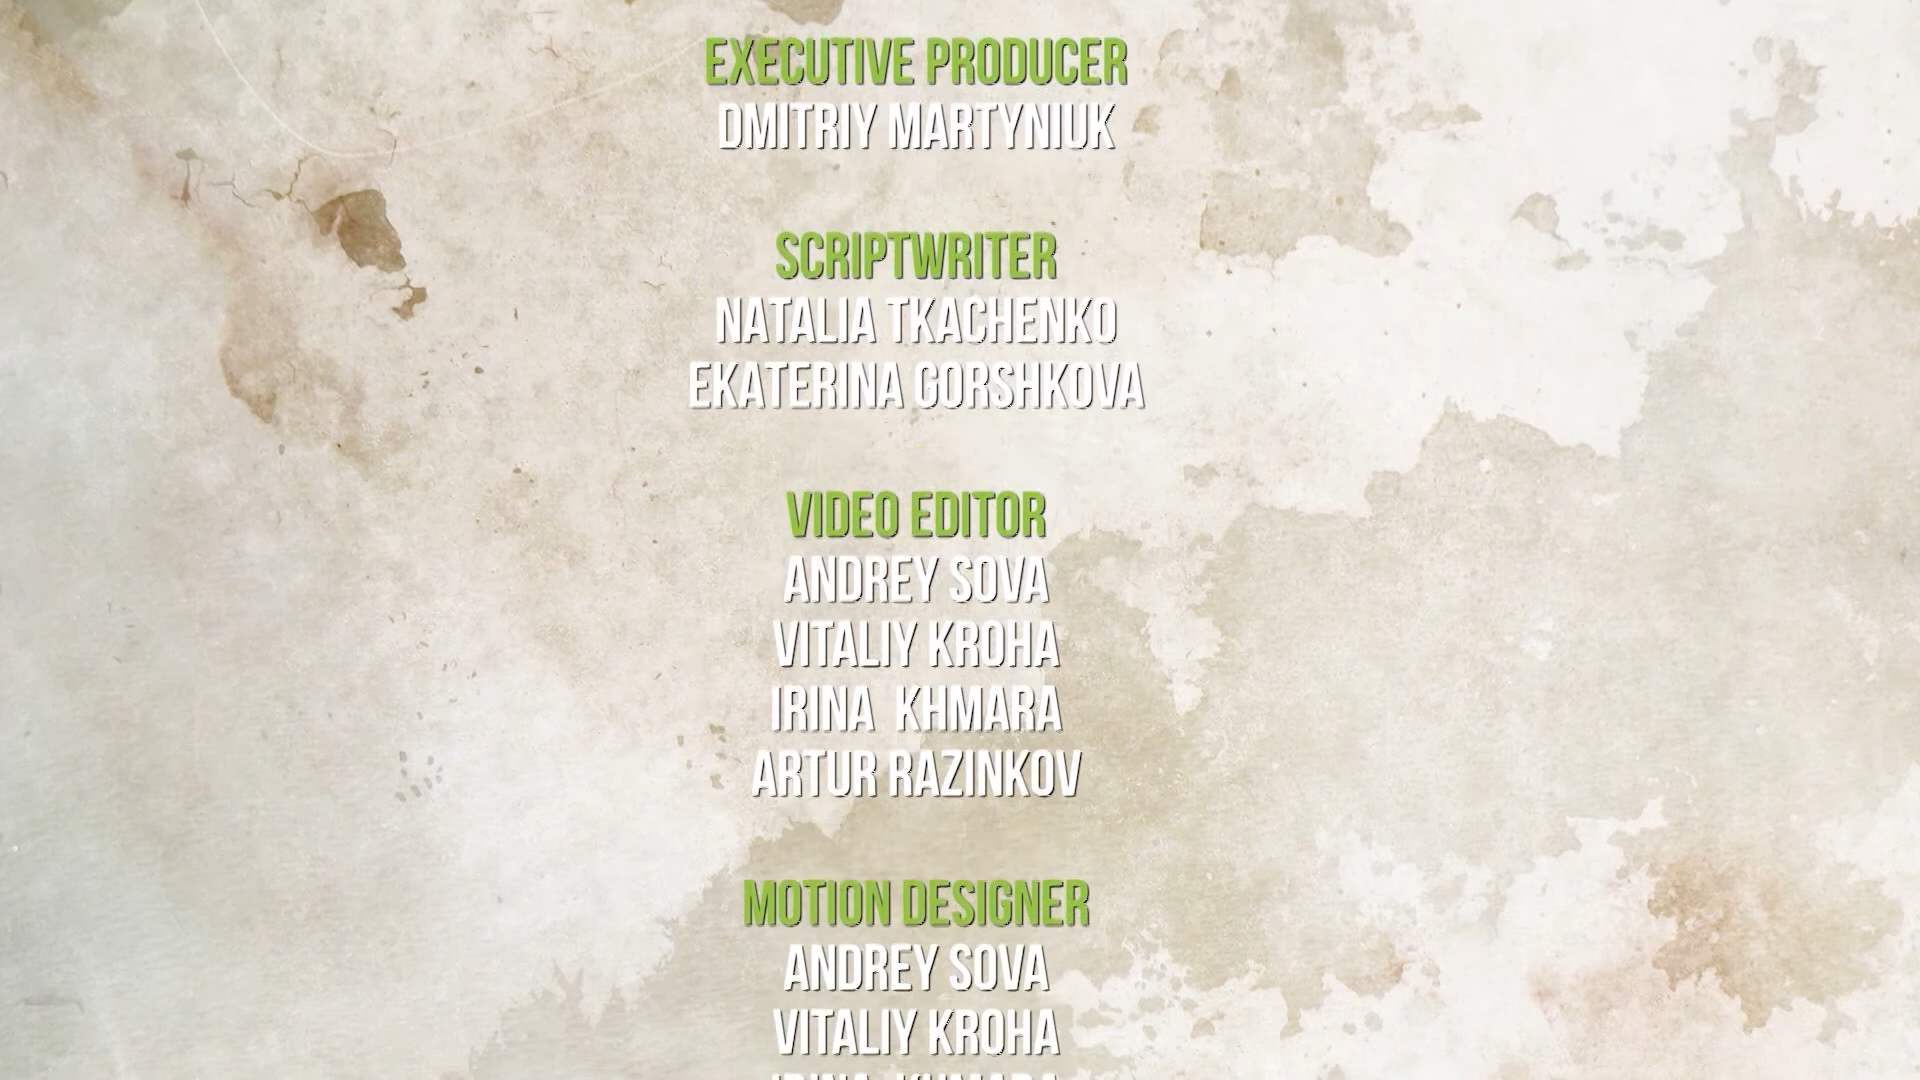 EXECUTIVE PRODUCER
DMITRIY MARTYNIUK
SCRIPTWRITER
NATALIA TKACHENKO
EKATERINA GORSHKOVA
VIDEO EDITOR
ANDREY SOVA
VITALIY KROHA
IRINA KHMARA
ARTUR RAZINKOV
MOTION DESIGNER
ANDREY SOVA
VITALIY KROHA